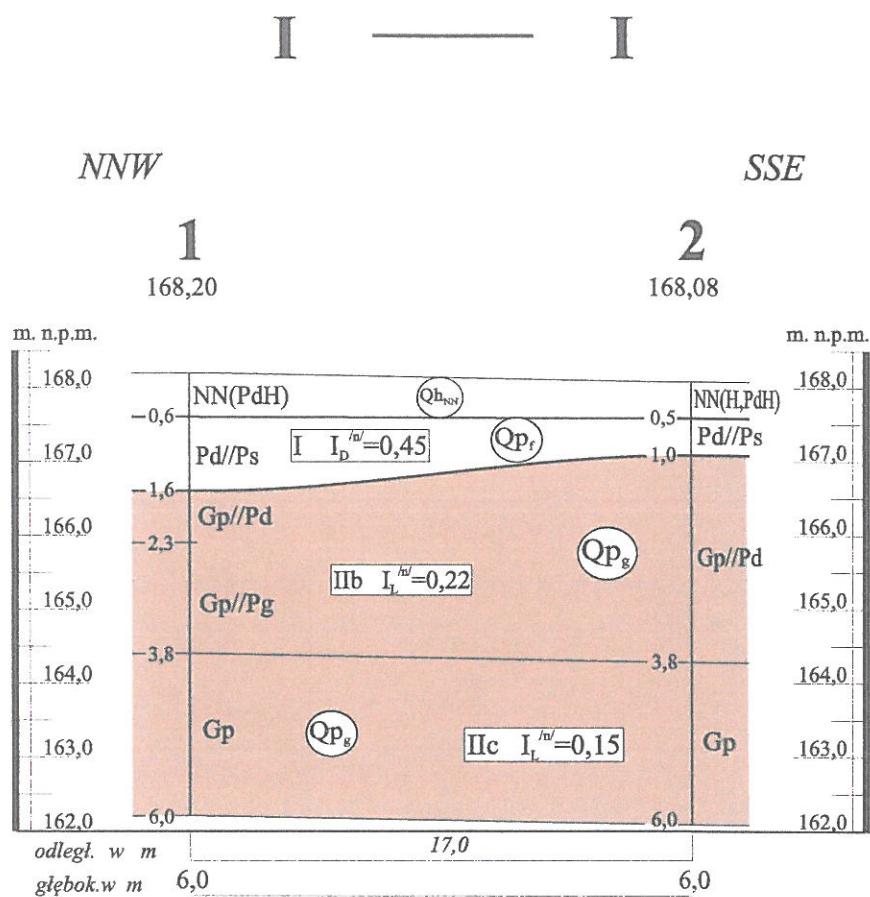 I — I
NNW SSE
1 2
168,20 168,08
m. n.p.m. m. n.p.m.
168,0 NN(PdH) Qh_NN NN(H,PdH) 168,0
0,6 0,5
167,0 Pd//Ps I I_D^/n/=0,45 Qp_f Pd//Ps 167,0
1,0
1,6
166,0 Gp//Pd 166,0
2,3 Qp_g Gp//Pd
IIb I_L^/n/=0,22
165,0 Gp//Pg 165,0
3,8 3,8
164,0 164,0
Gp Qp_g IIc I_L^/n/=0,15 Gp
163,0 163,0
6,0 6,0
162,0 162,0
odległ. w m 17,0
głębok.w m 6,0 6,0